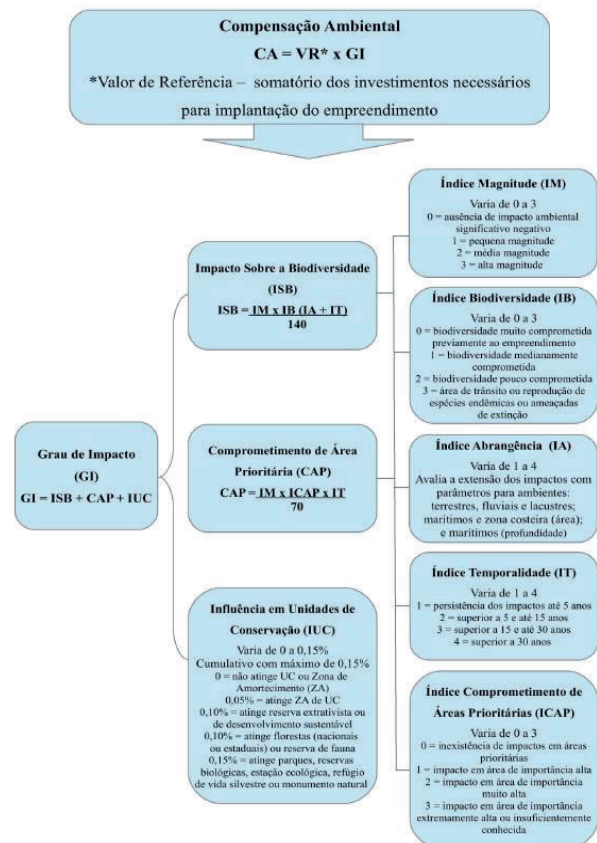 Compensação Ambiental
CA = VR* x GI
*Valor de Referência – somatório dos investimentos necessários
para implantação do empreendimento
Grau de Impacto
(GI)
GI = ISB + CAP + IUC
Impacto Sobre a Biodiversidade
(ISB)
ISB = IM x IB (IA + IT)
140
Comprometimento de Área
Prioritária (CAP)
CAP = IM x ICAP x IT
70
Influência em Unidades de
Conservação (IUC)
Varia de 0 a 0,15%
Cumulativo com máximo de 0,15%
0 = não atinge UC ou Zona de
Amortecimento (ZA)
0,05% = atinge ZA de UC
0,10% = atinge reserva extrativista ou
de desenvolvimento sustentável
0,10% = atinge florestas (nacionais
ou estaduais) ou reserva de fauna
0,15% = atinge parques, reservas
biológicas, estação ecológica, refúgio
de vida silvestre ou monumento natural
Índice Magnitude (IM)
Varia de 0 a 3
0 = ausência de impacto ambiental
significativo negativo
1 = pequena magnitude
2 = média magnitude
3 = alta magnitude
Índice Biodiversidade (IB)
Varia de 0 a 3
0 = biodiversidade muito comprometida
previamente ao empreendimento
1 = biodiversidade medianamente
comprometida
2 = biodiversidade pouco comprometida
3 = área de trânsito ou reprodução de
espécies endêmicas ou ameaçadas
de extinção
Índice Abrangência (IA)
Varia de 1 a 4
Avalia a extensão dos impactos com
parâmetros para ambientes:
terrestres, fluviais e lacustres;
marítimos e zona costeira (área);
e marítimos (profundidade)
Índice Temporalidade (IT)
Varia de 1 a 4
1 = persistência dos impactos até 5 anos
2 = superior a 5 e até 15 anos
3 = superior a 15 e até 30 anos
4 = superior a 30 anos
Índice Comprometimento de
Áreas Prioritárias (ICAP)
Varia de 0 a 3
0 = inexistência de impactos em áreas
prioritárias
1 = impacto em área de importância alta
2 = impacto em área de importância
muito alta
3 = impacto em área de importância
extremamente alta ou insuficientemente
conhecida